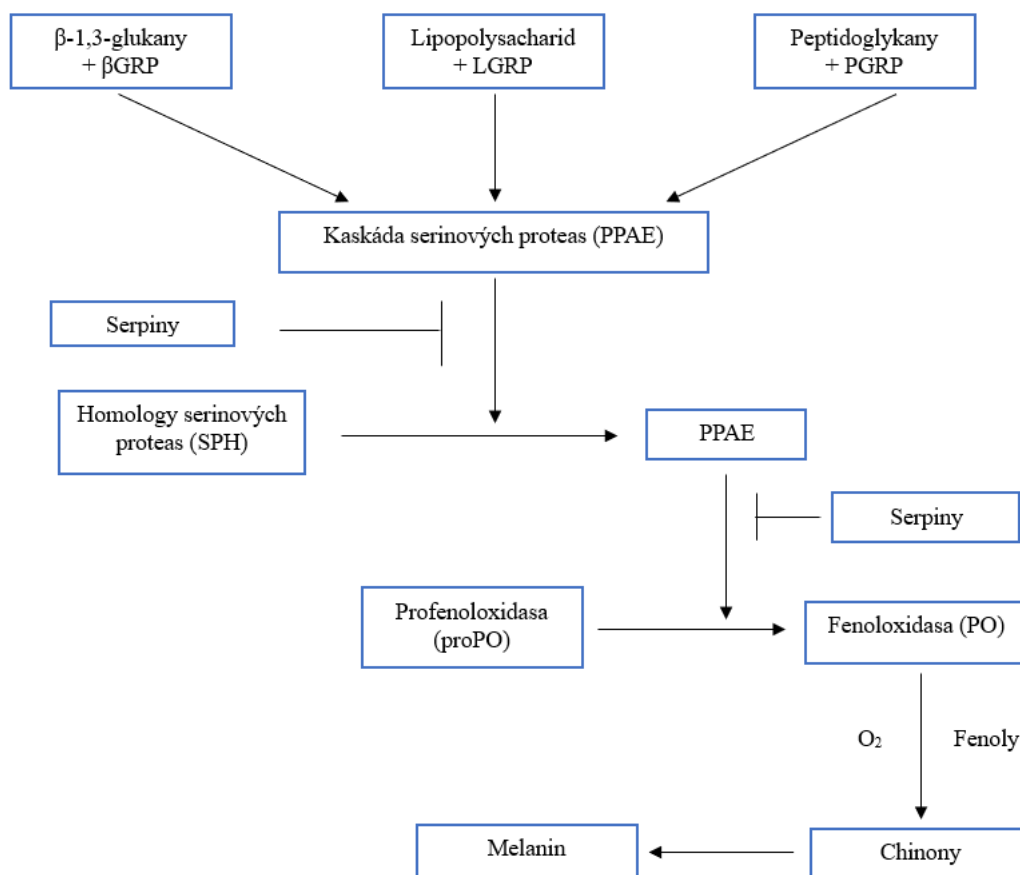 β-1,3-glukany
+ βGRP
Lipopolysacharid
+ LGRP
Peptidoglykany
+ PGRP
Kaskáda serinových proteas (PPAE)
Serpiny
Homology serinových
proteas (SPH)
PPAE
Serpiny
Profenoloxidasa
(proPO)
Fenoloxidasa (PO)
O₂
Fenoly
Melanin
Chinony